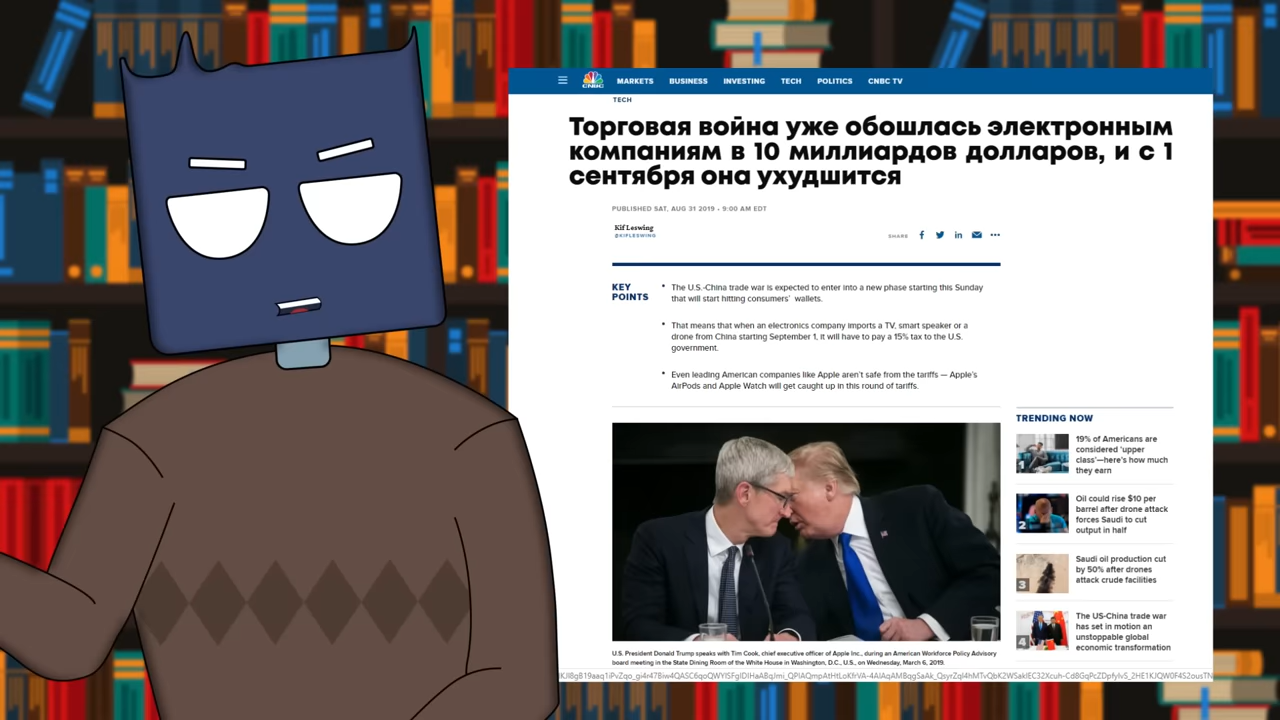 CNBC
MARKETS BUSINESS INVESTING TECH POLITICS CNBC TV
TECH
Торговая война уже обошлась электронным
компаниям в 10 миллиардов долларов, и с 1
сентября она ухудшится
PUBLISHED SAT, AUG 31 2019 • 9:00 AM EDT
Kif Leswing
@KIFLESWING
SHARE
KEY
POINTS
• The U.S.-China trade war is expected to enter into a new phase starting this Sunday
that will start hitting consumers' wallets.
• That means that when an electronics company imports a TV, smart speaker or a
drone from China starting September 1, it will have to pay a 15% tax to the U.S.
government.
• Even leading American companies like Apple aren't safe from the tariffs — Apple's
AirPods and Apple Watch will get caught up in this round of tariffs.
U.S. President Donald Trump speaks with Tim Cook, chief executive officer of Apple Inc., during an American Workforce Policy Advisory
board meeting in the State Dining Room of the White House in Washington, D.C., U.S., on Wednesday, March 6, 2019.
TRENDING NOW
1
19% of Americans are
considered 'upper
class'—here's how much
they earn
2
Oil could rise $10 per
barrel after drone attack
forces Saudi to cut
output in half
3
Saudi oil production cut
by 50% after drones
attack crude facilities
4
The US-China trade war
has set in motion an
unstoppable global
economic transformation